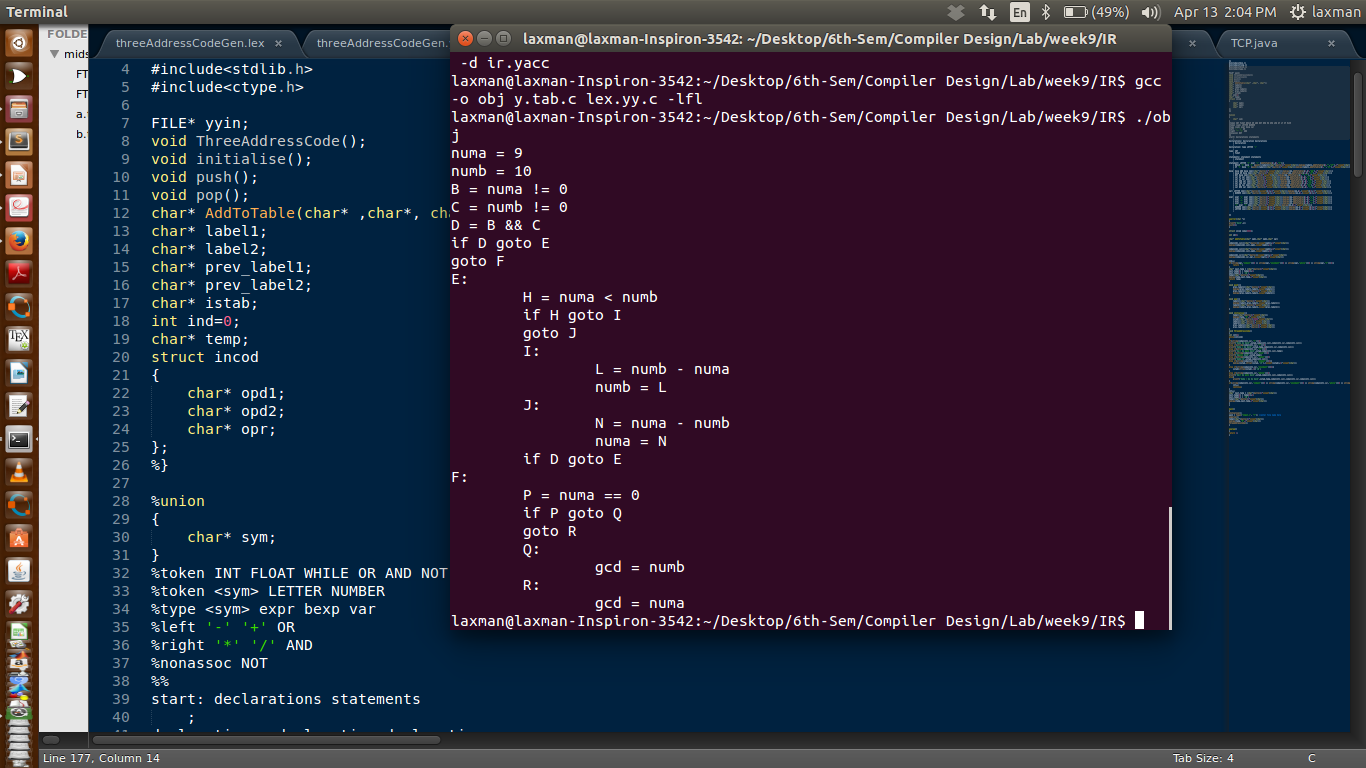 Terminal
En
(49%)
Apr 13 2:04 PM
laxman
FOLDE
mids
FT
FT
a.
b.
threeAddressCodeGen.lex ×
threeAddressCodeGen.
×
TCP.java ×
4 #include<stdlib.h>
5 #include<ctype.h>
6
7 FILE* yyin;
8 void ThreeAddressCode();
9 void initialise();
10 void push();
11 void pop();
12 char* AddToTable(char* ,char*, cha
13 char* label1;
14 char* label2;
15 char* prev_label1;
16 char* prev_label2;
17 char* istab;
18 int ind=0;
19 char* temp;
20 struct incod
21 {
22 char* opd1;
23 char* opd2;
24 char* opr;
25 };
26 %}
27
28 %union
29 {
30 char* sym;
31 }
32 %token INT FLOAT WHILE OR AND NOT
33 %token <sym> LETTER NUMBER
34 %type <sym> expr bexp var
35 %left '-' '+' OR
36 %right '*' '/' AND
37 %nonassoc NOT
38 %%
39 start: declarations statements
40 ;
laxman@laxman-Inspiron-3542: ~/Desktop/6th-Sem/Compiler Design/Lab/week9/IR
-d ir.yacc
laxman@laxman-Inspiron-3542:~/Desktop/6th-Sem/Compiler Design/Lab/week9/IR$ gcc
-o obj y.tab.c lex.yy.c -lfl
laxman@laxman-Inspiron-3542:~/Desktop/6th-Sem/Compiler Design/Lab/week9/IR$ ./ob
j
numa = 9
numb = 10
B = numa != 0
C = numb != 0
D = B && C
if D goto E
goto F
E:
H = numa < numb
if H goto I
goto J
I:
L = numb - numa
numb = L
J:
N = numa - numb
numa = N
if D goto E
F:
P = numa == 0
if P goto Q
goto R
Q:
gcd = numb
R:
gcd = numa
laxman@laxman-Inspiron-3542:~/Desktop/6th-Sem/Compiler Design/Lab/week9/IR$
Line 177, Column 14
Tab Size: 4
C